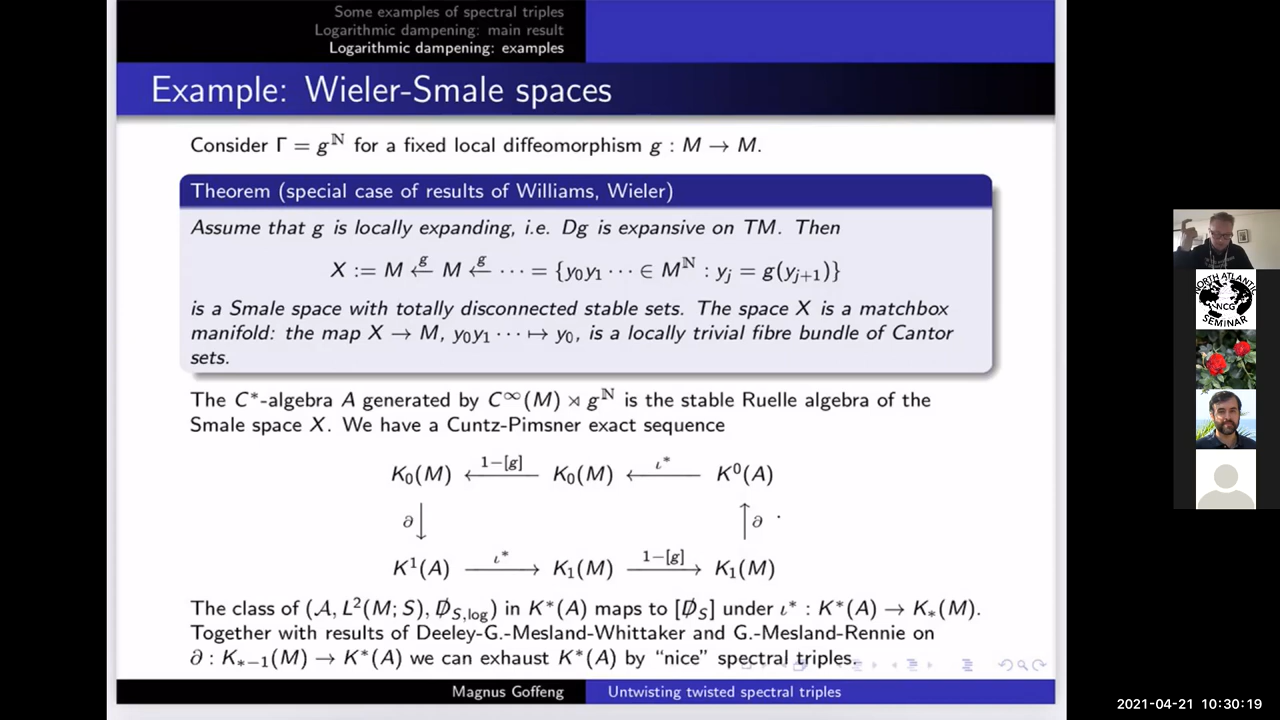 Some examples of spectral triples
Logarithmic dampening: main result
Logarithmic dampening: examples
Example: Wieler-Smale spaces
Consider Γ = g^ℕ for a fixed local diffeomorphism g : M → M.
Theorem (special case of results of Williams, Wieler)
Assume that g is locally expanding, i.e. Dg is expansive on TM. Then
X := M ←^g M ←^g ⋯ = {y₀y₁ ⋯ ∈ M^ℕ : y_j = g(y_{j+1})}
is a Smale space with totally disconnected stable sets. The space X is a matchbox
manifold: the map X → M, y₀y₁ ⋯ ↦ y₀, is a locally trivial fibre bundle of Cantor
sets.
The C*-algebra A generated by C^∞(M) ⋊ g^ℕ is the stable Ruelle algebra of the
Smale space X. We have a Cuntz-Pimsner exact sequence
K₀(M) ←^{1−[g]} K₀(M) ←^{ι*} K⁰(A)
∂↓ ↑∂
K¹(A) →^{ι*} K₁(M) →^{1−[g]} K₁(M)
The class of (𝒜, L²(M; S), D̸_{S,log}) in K*(A) maps to [D̸_S] under ι* : K*(A) → K_*(M).
Together with results of Deeley-G.-Mesland-Whittaker and G.-Mesland-Rennie on
∂ : K_{*−1}(M) → K*(A) we can exhaust K*(A) by “nice” spectral triples.
Magnus Goffeng
Untwisting twisted spectral triples
NORTH ATLANTIC
NCG
SEMINAR
2021-04-21 10:30:19